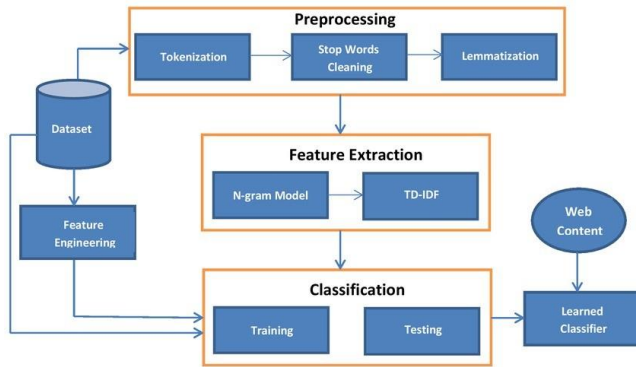 Preprocessing
Tokenization
Stop Words
Cleaning
Lemmatization
Dataset
Feature Extraction
N-gram Model
TD-IDF
Feature
Engineering
Web
Content
Classification
Training
Testing
Learned
Classifier